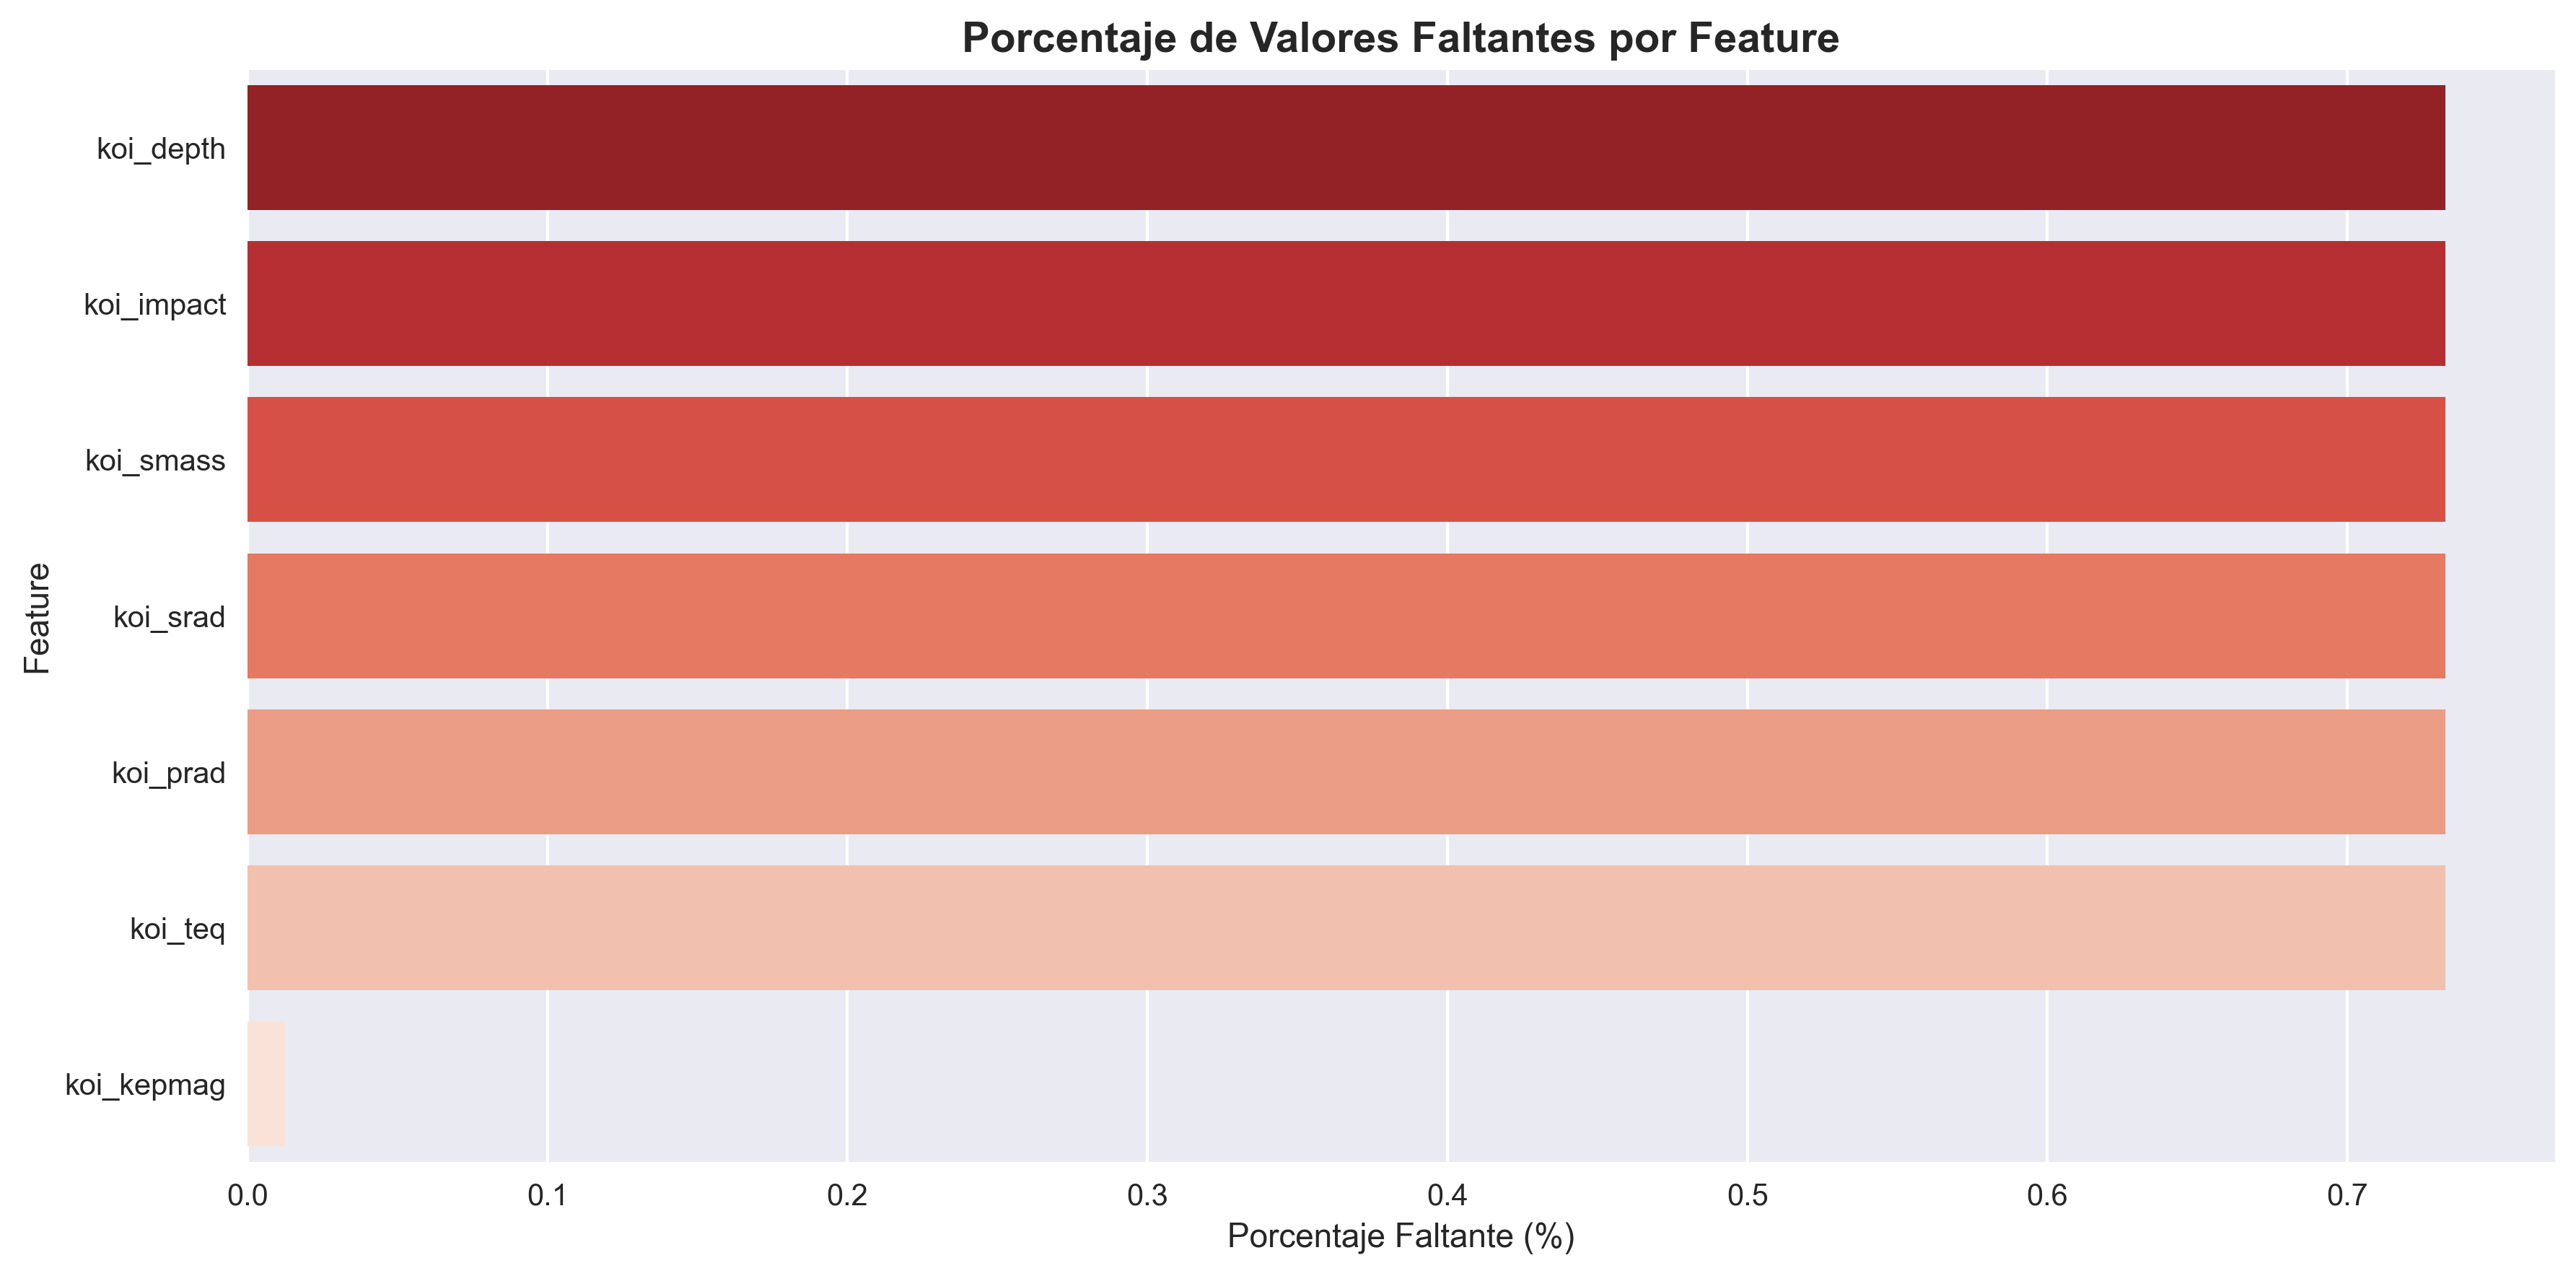 Porcentaje de Valores Faltantes por Feature
Feature
koi_depth
koi_impact
koi_smass
koi_srad
koi_prad
koi_teq
koi_kepmag
0.0 0.1 0.2 0.3 0.4 0.5 0.6 0.7
Porcentaje Faltante (%)